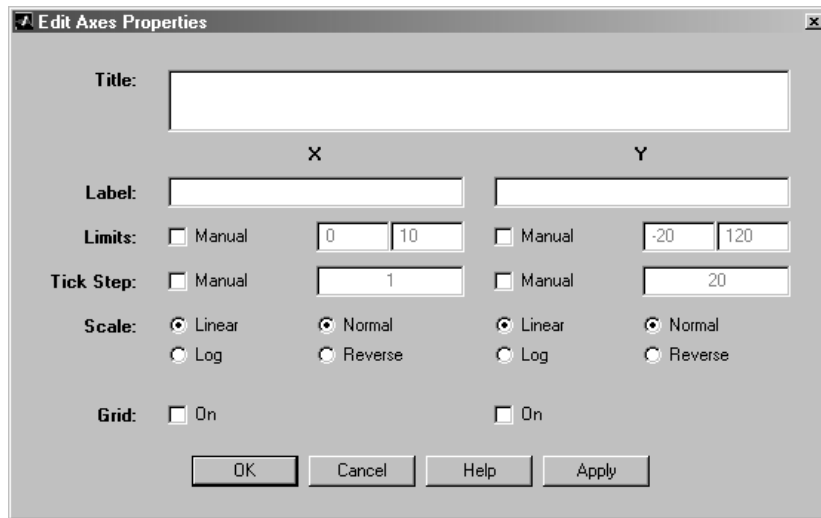 Edit Axes Properties
Title:
X Y
Label:
Limits: Manual 0 10 Manual -20 120
Tick Step: Manual 1 Manual 20
Scale: Linear Normal Linear Normal
Log Reverse Log Reverse
Grid: On On
OK Cancel Help Apply